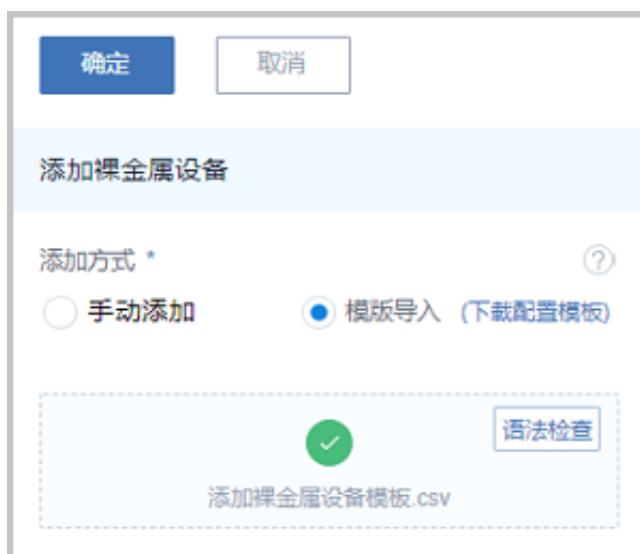 确定 取消
添加裸金属设备
添加方式 *
手动添加 模版导入 (下载配置模板)
语法检查
添加裸金属设备模板.csv